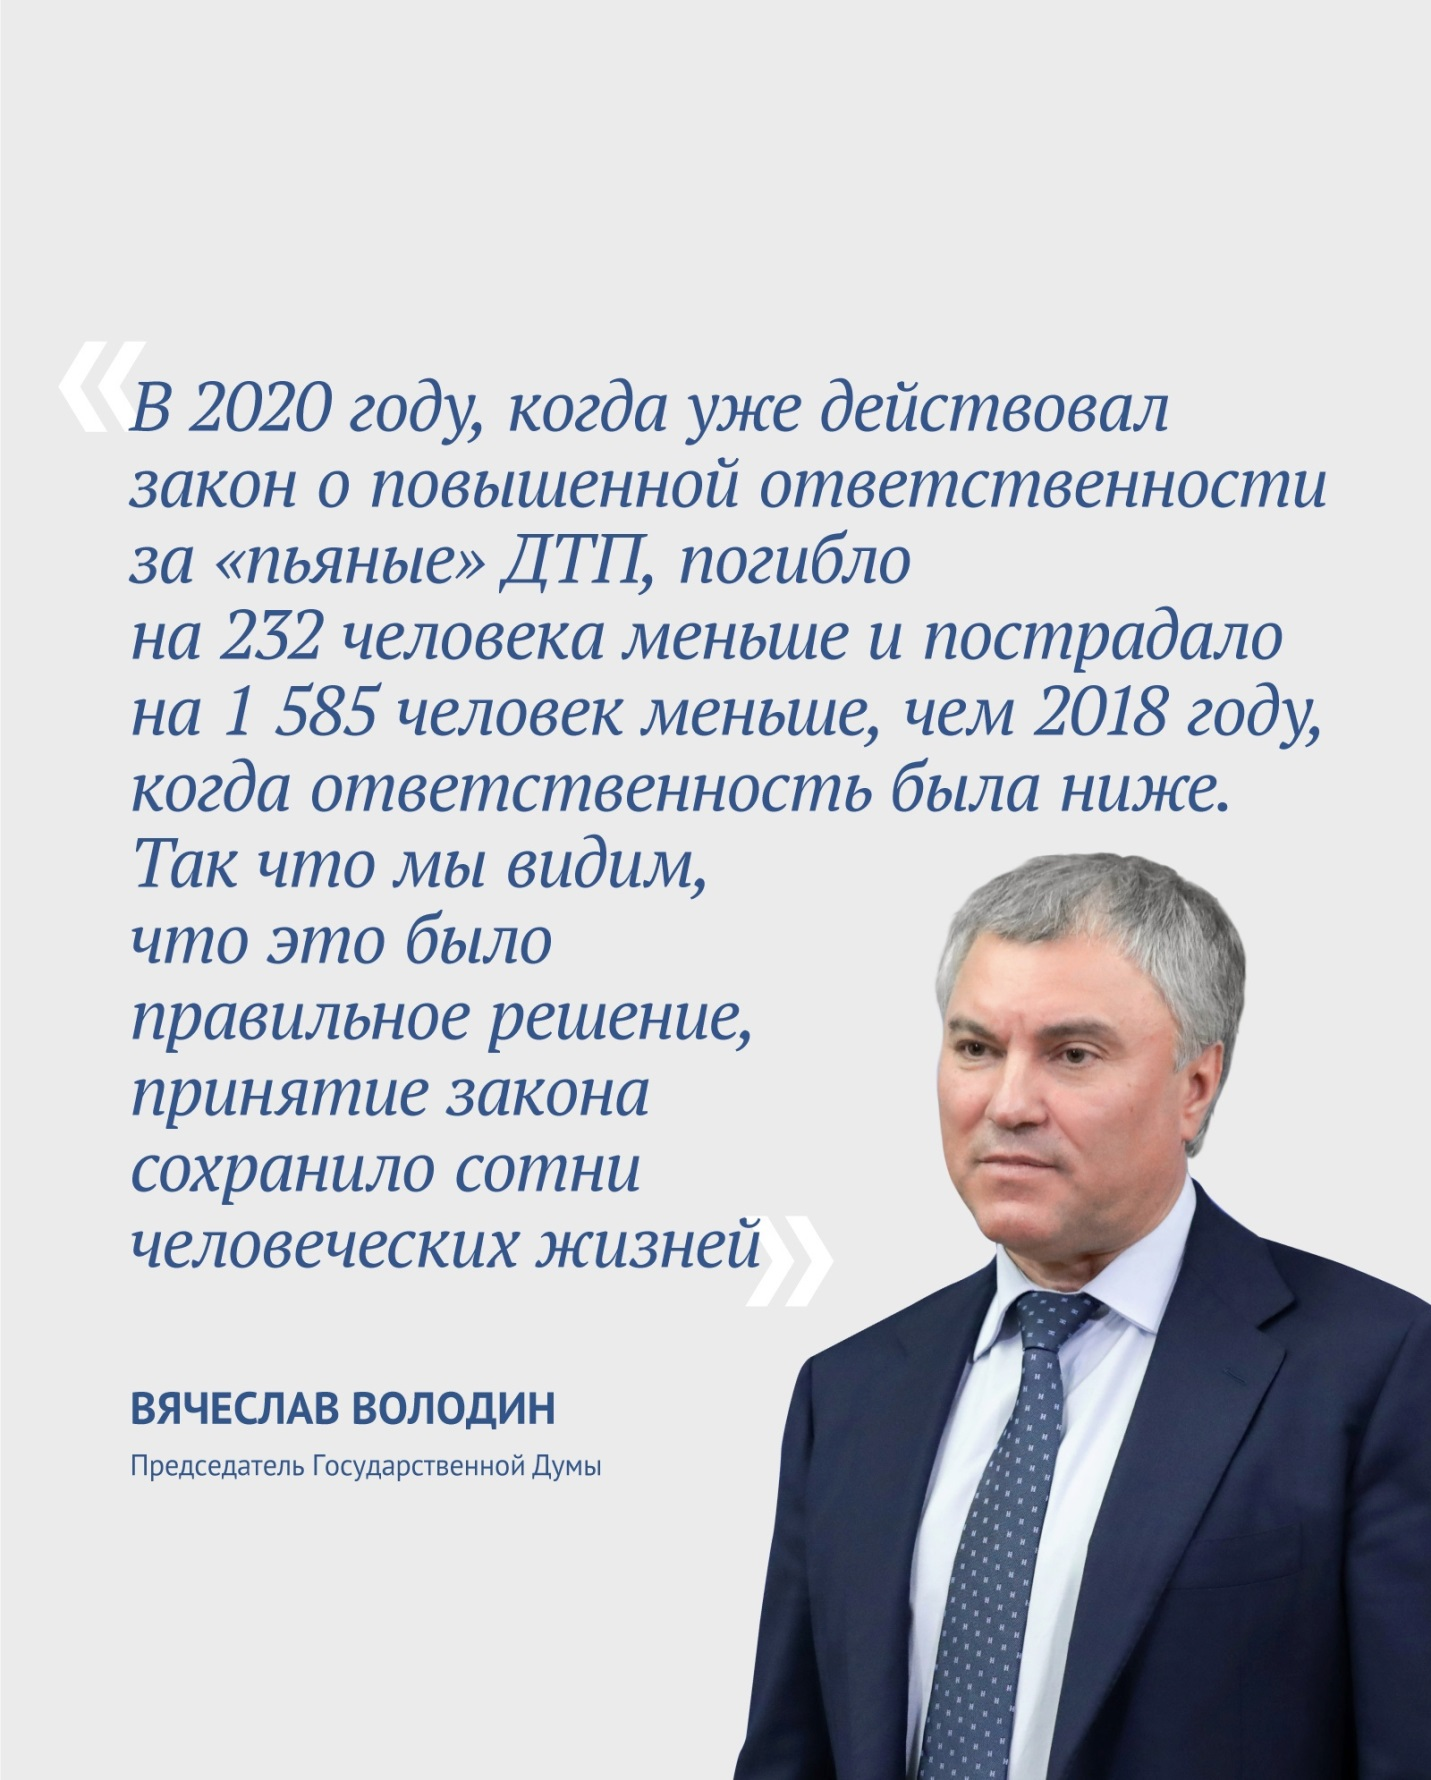 «В 2020 году, когда уже действовал
закон о повышенной ответственности
за «пьяные» ДТП, погибло
на 232 человека меньше и пострадало
на 1 585 человек меньше, чем 2018 году,
когда ответственность была ниже.
Так что мы видим,
что это было
правильное решение,
принятие закона
сохранило сотни
человеческих жизней»
ВЯЧЕСЛАВ ВОЛОДИН
Председатель Государственной Думы